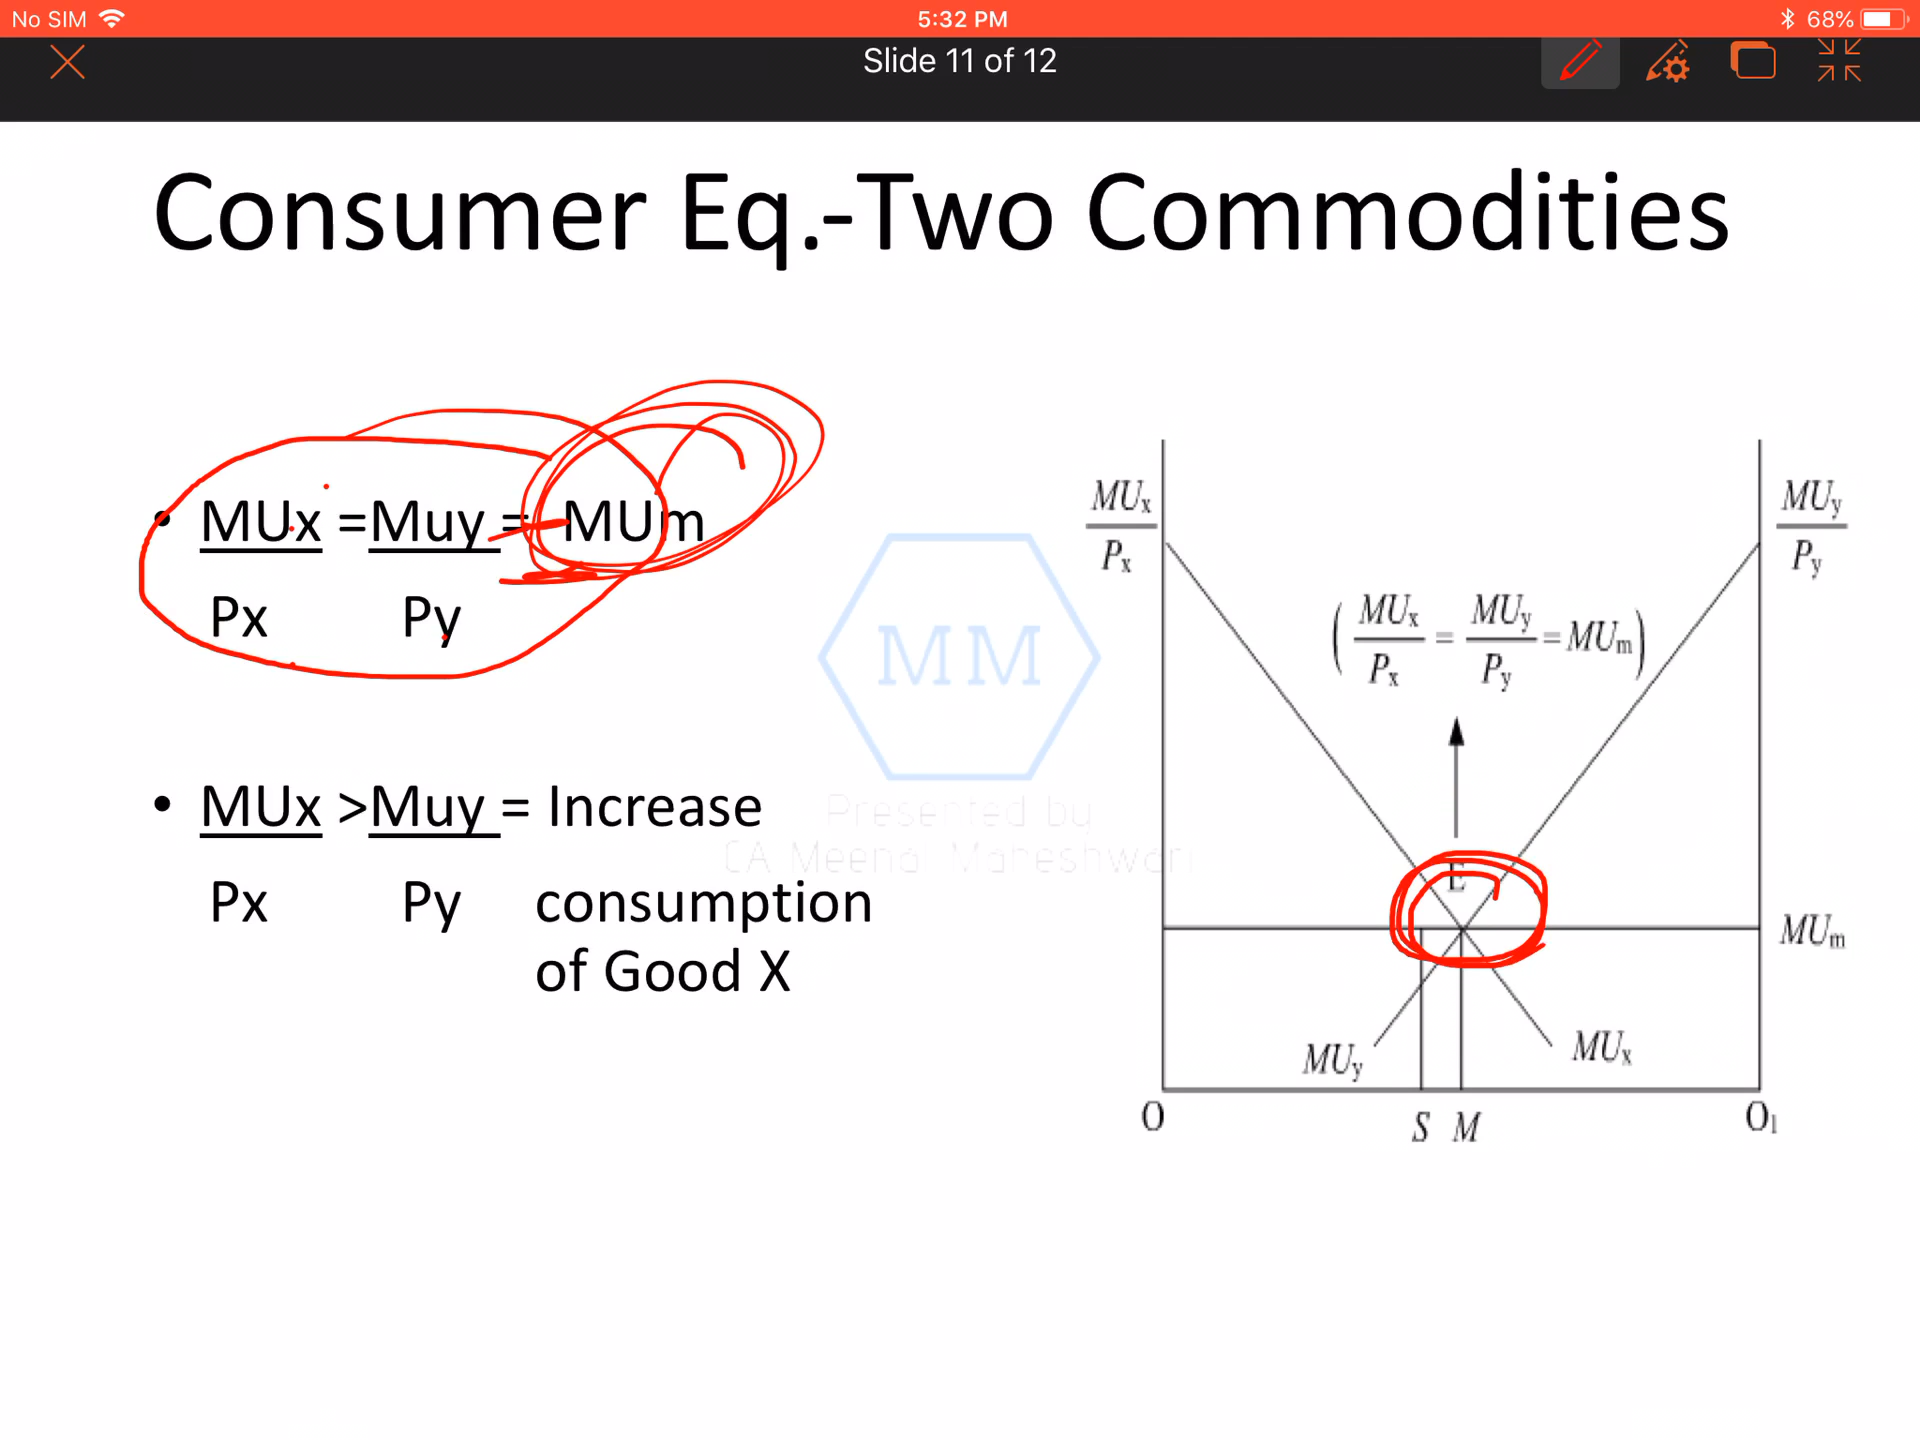 No SIM 5:32 PM 68%
Slide 11 of 12
Consumer Eq.-Two Commodities
• MUx =Muy = MUm
Px Py
• MUx >Muy = Increase
Px Py consumption
of Good X
MUx
Px
MUy
Py
( MUx = MUy = MUm )
Px Py
E
MUm
MUy MUx
O S M O1
MM
Presented by
CA Meena Maheshwari